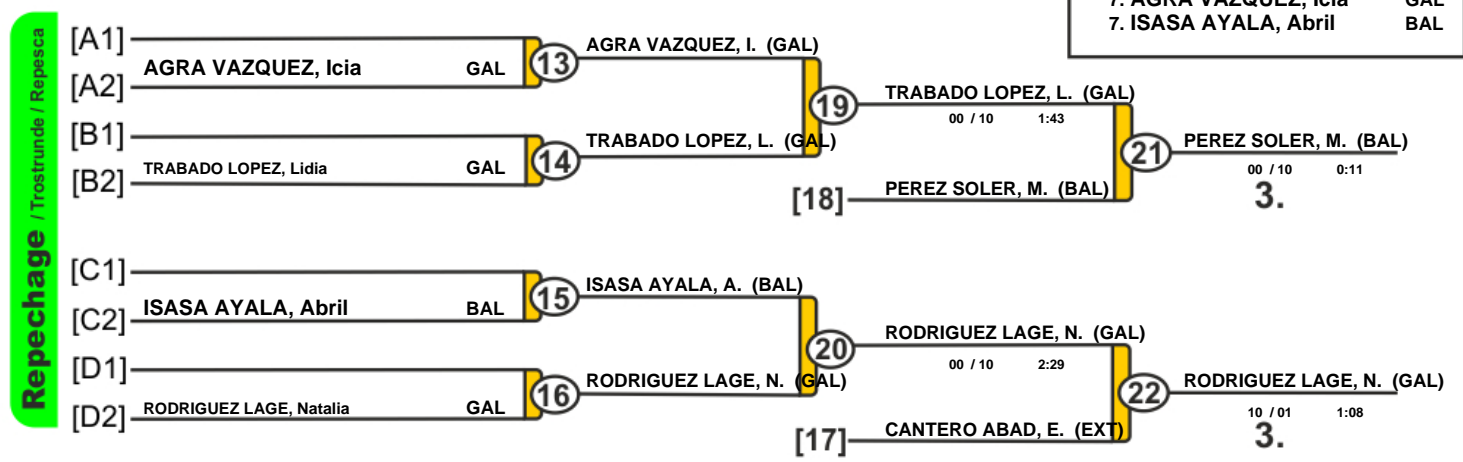 7. AGRA VAZQUEZ, Icia GAL
7. ISASA AYALA, Abril BAL
Repechage / Trostrunde / Repesca
[A1]
AGRA VAZQUEZ, Icia GAL
[A2]
13
AGRA VAZQUEZ, I. (GAL)
[B1]
TRABADO LOPEZ, Lidia GAL
[B2]
14
TRABADO LOPEZ, L. (GAL)
19
TRABADO LOPEZ, L. (GAL)
00 / 10 1:43
[18]
PEREZ SOLER, M. (BAL)
21
PEREZ SOLER, M. (BAL)
00 / 10 0:11
3.
[C1]
ISASA AYALA, Abril BAL
[C2]
15
ISASA AYALA, A. (BAL)
[D1]
RODRIGUEZ LAGE, Natalia GAL
[D2]
16
RODRIGUEZ LAGE, N. (GAL)
20
RODRIGUEZ LAGE, N. (GAL)
00 / 10 2:29
[17]
CANTERO ABAD, E. (EXT)
22
RODRIGUEZ LAGE, N. (GAL)
10 / 01 1:08
3.